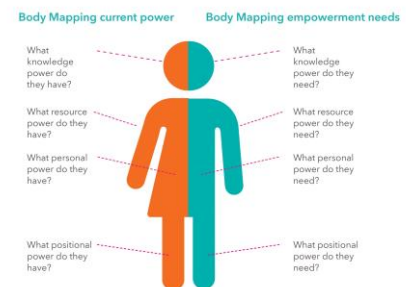 Body Mapping current power
Body Mapping empowerment needs
What
knowledge
power do
they have?
What resource
power do they
have?
What personal
power do they
have?
What positional
power do they
have?
What
knowledge
power do they
need?
What resource
power do they
need?
What personal
power do they
need?
What positional
power do they
need?